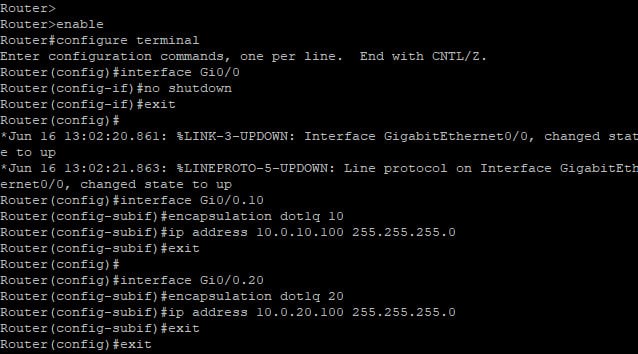 Router>
Router>enable
Router#configure terminal
Enter configuration commands, one per line.  End with CNTL/Z.
Router(config)#interface Gi0/0
Router(config-if)#no shutdown
Router(config-if)#exit
Router(config)#
*Jun 16 13:02:20.861: %LINK-3-UPDOWN: Interface GigabitEthernet0/0, changed stat
e to up
*Jun 16 13:02:21.863: %LINEPROTO-5-UPDOWN: Line protocol on Interface GigabitEth
ernet0/0, changed state to up
Router(config)#interface Gi0/0.10
Router(config-subif)#encapsulation dot1q 10
Router(config-subif)#ip address 10.0.10.100 255.255.255.0
Router(config-subif)#exit
Router(config)#
Router(config)#interface Gi0/0.20
Router(config-subif)#encapsulation dot1q 20
Router(config-subif)#ip address 10.0.20.100 255.255.255.0
Router(config-subif)#exit
Router(config)#exit